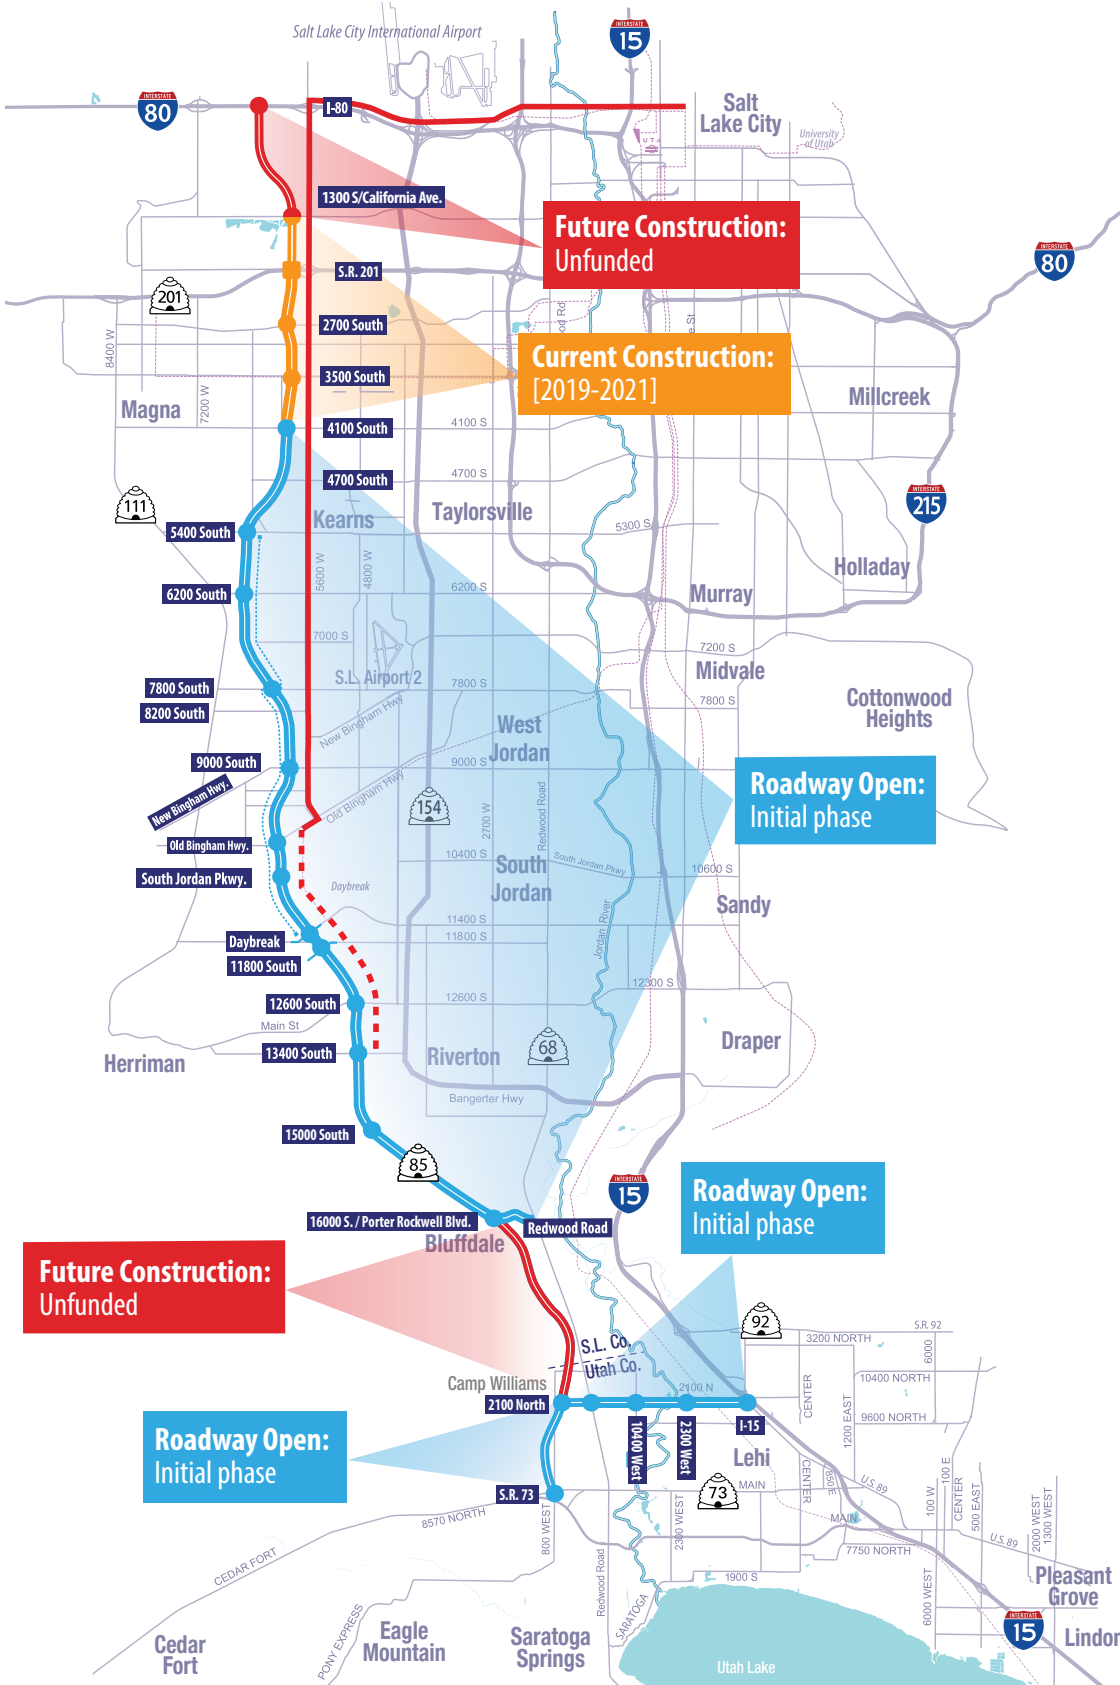 Salt Lake City International Airport
INTERSTATE
15
INTERSTATE
80
I-80
Salt
Lake City
University
of Utah
UTA
1300 S/California Ave.
Future Construction:
Unfunded
INTERSTATE
80
S.R. 201
201
2700 South
8400 W
Current Construction:
[2019-2021]
3500 South
7200 W
Magna
Millcreek
4100 South
4100 S
4700 South
4700 S
111
INTERSTATE
215
Kearns
Taylorsville
5400 South
5300 S
5600 W
4800 W
Holladay
6200 South
6200 S
Murray
7000 S
7200 S
Midvale
S.L. Airport 2
7800 South
7800 S
7800 S
8200 South
New Bingham Hwy
Cottonwood
Heights
West
Jordan
9000 South
9000 S
Roadway Open:
Initial phase
New Bingham Hwy.
Old Bingham Hwy
154
2700 W
Redwood Road
Old Bingham Hwy.
10400 S
South Jordan Pkwy
10600 S
South Jordan Pkwy.
Daybreak
South
Jordan
Sandy
11400 S
Jordan River
Daybreak
11800 S
11800 South
12300 S
12600 South
12600 S
Main St
Herriman
13400 South
Riverton
68
Draper
Bangerter Hwy
15000 South
85
INTERSTATE
15
Roadway Open:
Initial phase
16000 S. / Porter Rockwell Blvd.
Redwood Road
Bluffdale
Future Construction:
Unfunded
92
S.R. 92
3200 NORTH
6000
S.L. Co.
Utah Co.
10400 NORTH
Camp Williams
2100 N
CENTER
1200 EAST
2100 North
9600 NORTH
I-15
10400 West
2300 West
Roadway Open:
Initial phase
Lehi
CENTER
850 E
U.S. 89
100 W
100 E
CENTER
500 EAST
2000 WEST
1300 WEST
S.R. 73
73
MAIN
MAIN
8570 NORTH
800 WEST
2300 WEST
U.S. 89
7750 NORTH
CEDAR FORT
Redwood Road
1900 S
6000 WEST
Pleasant
Grove
SARATOGA
PONY EXPRESS
INTERSTATE
15
Cedar
Fort
Eagle
Mountain
Saratoga
Springs
Lindon
Utah Lake